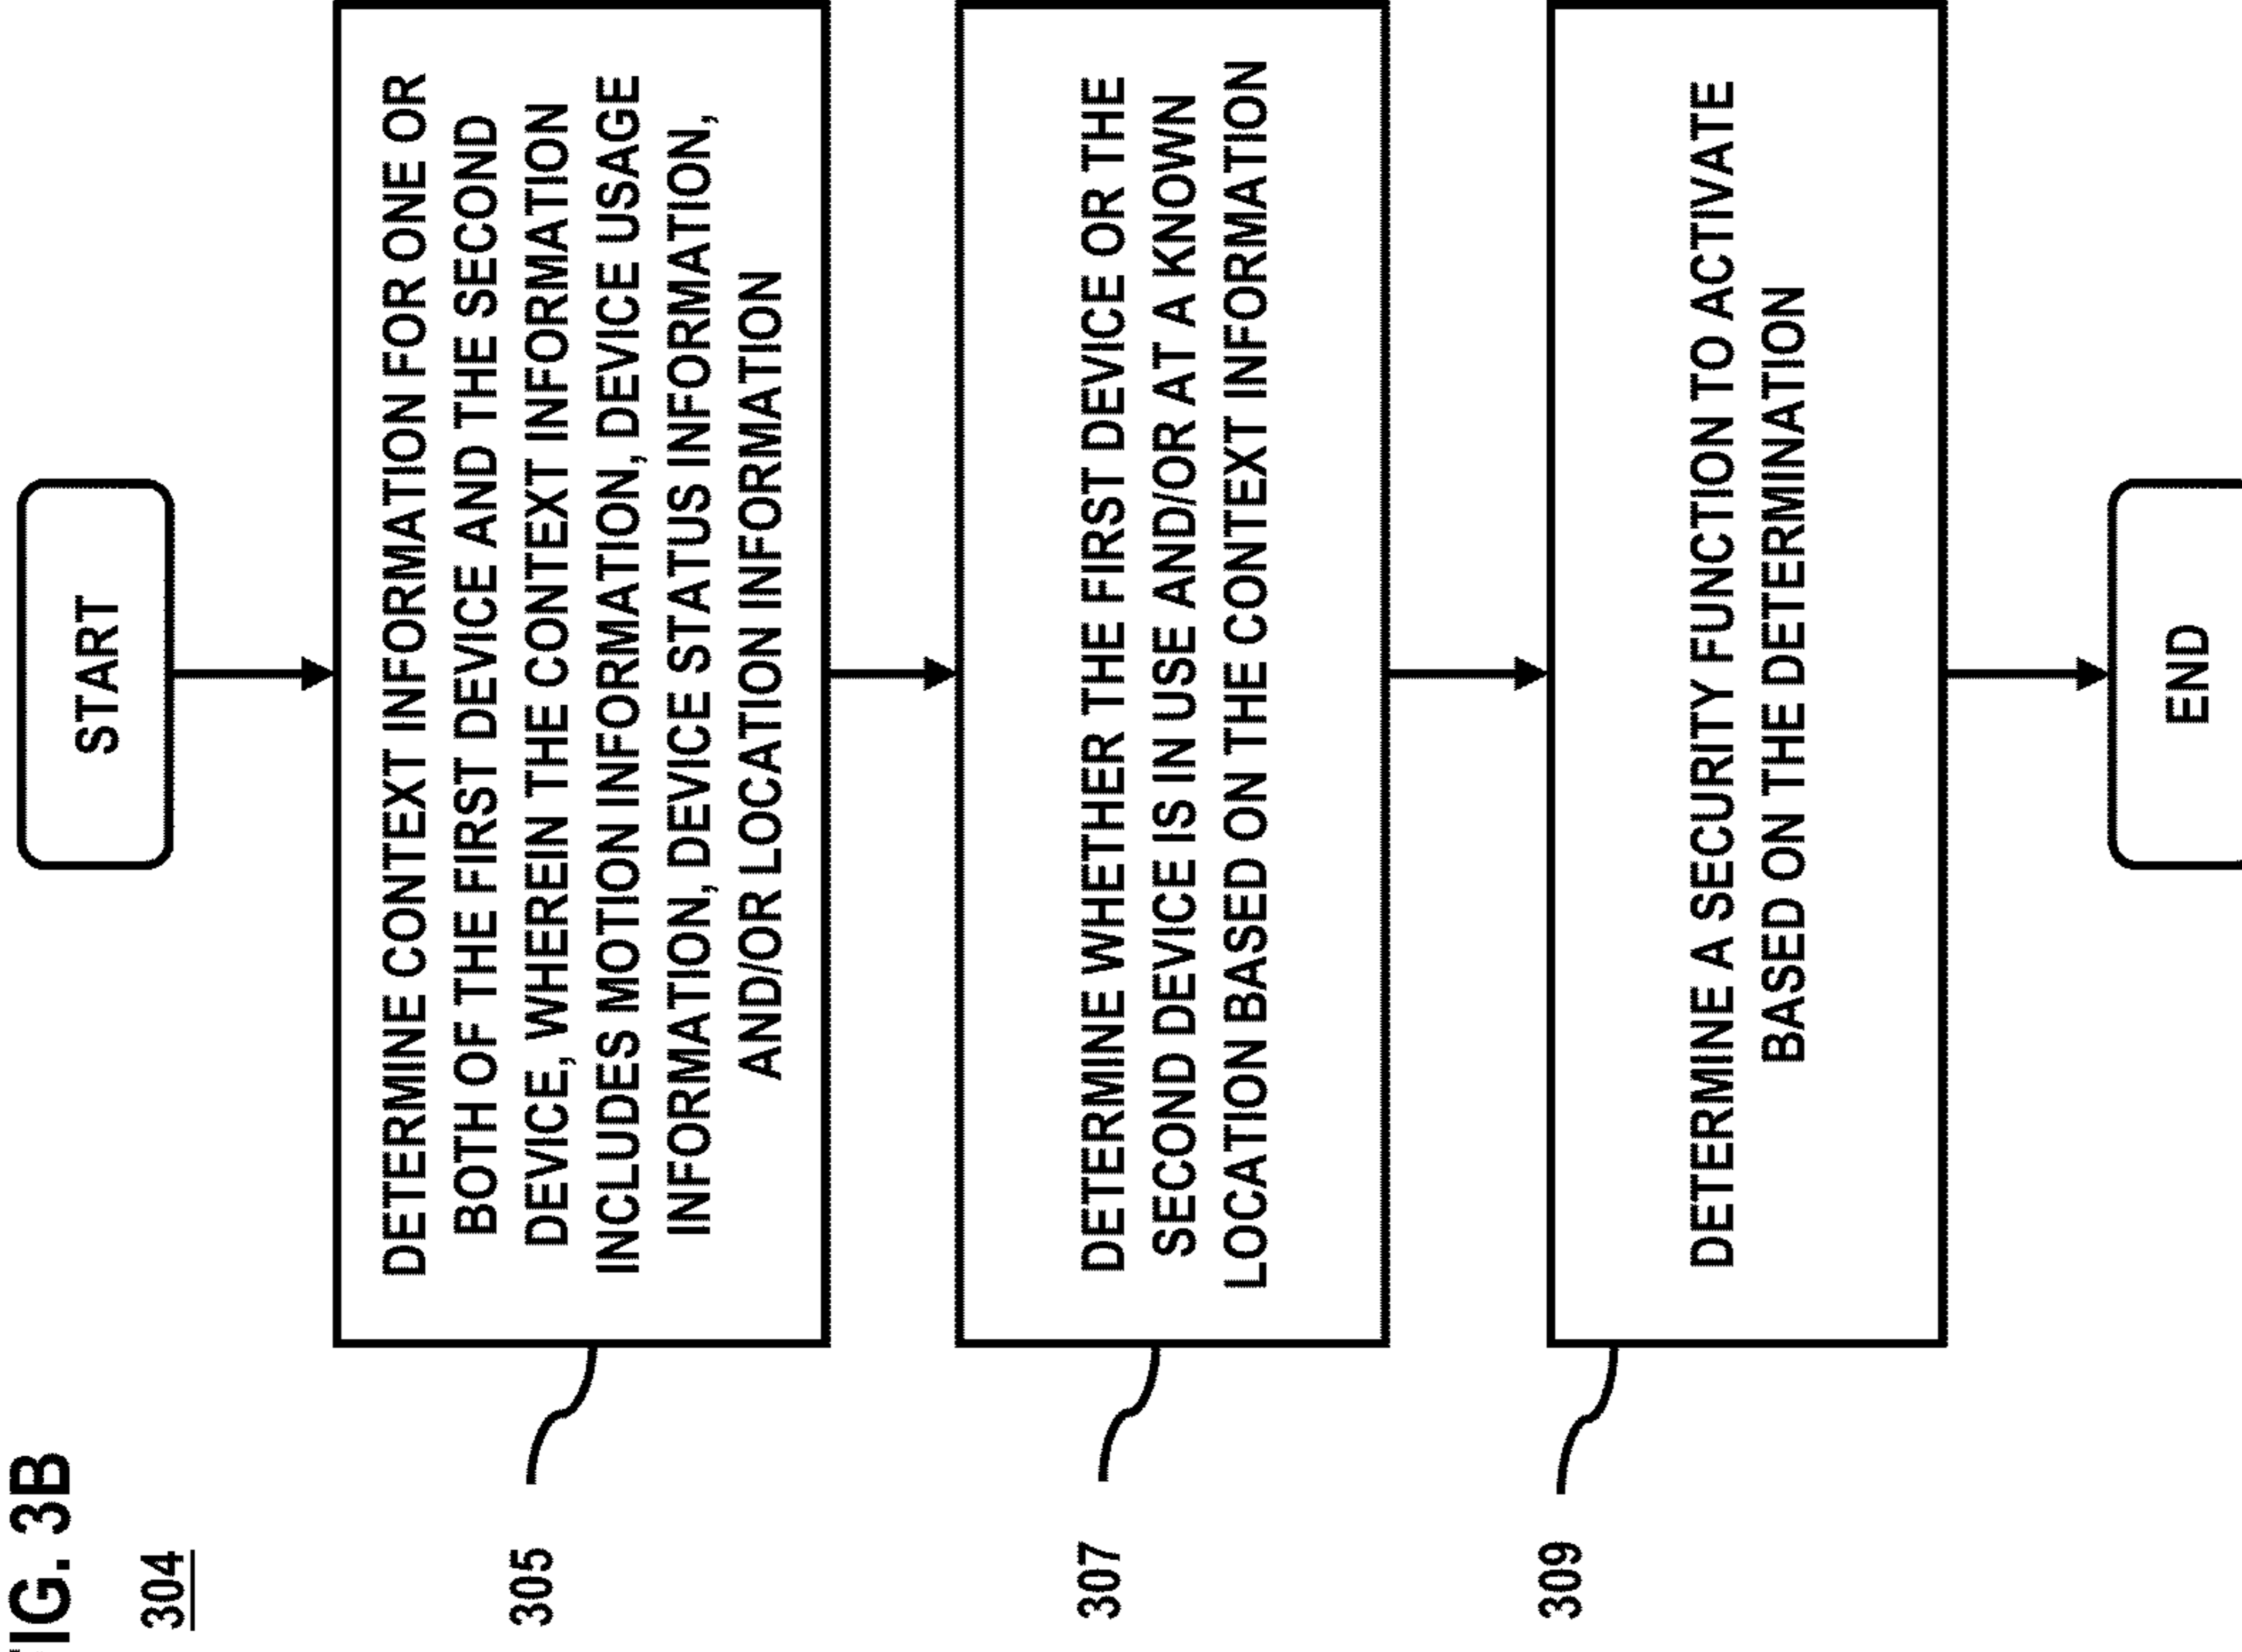 FIG. 3B
304
START
305
DETERMINE CONTEXT INFORMATION FOR ONE OR
BOTH OF THE FIRST DEVICE AND THE SECOND
DEVICE, WHEREIN THE CONTEXT INFORMATION
INCLUDES MOTION INFORMATION, DEVICE USAGE
INFORMATION, DEVICE STATUS INFORMATION,
AND/OR LOCATION INFORMATION
307
DETERMINE WHETHER THE FIRST DEVICE OR THE
SECOND DEVICE IS IN USE AND/OR AT A KNOWN
LOCATION BASED ON THE CONTEXT INFORMATION
309
DETERMINE A SECURITY FUNCTION TO ACTIVATE
BASED ON THE DETERMINATION
END